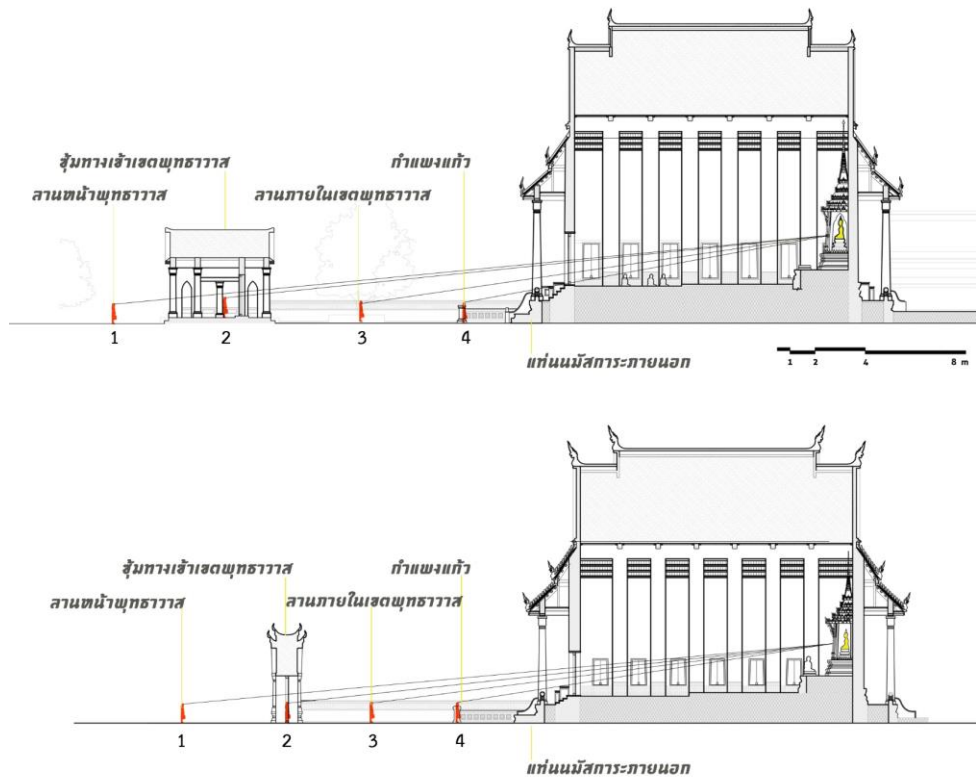 ซุ้มทางเข้าเขตพุทธาวาส กำแพงแก้ว
ลานหน้าพุทธาวาส ลานภายในเขตพุทธาวาส
1 2 3 4
แท่นนมัสการะภายนอก
1 2 4 8 m
ซุ้มทางเข้าเขตพุทธาวาส กำแพงแก้ว
ลานหน้าพุทธาวาส ลานภายในเขตพุทธาวาส
1 2 3 4
แท่นนมัสการะภายนอก